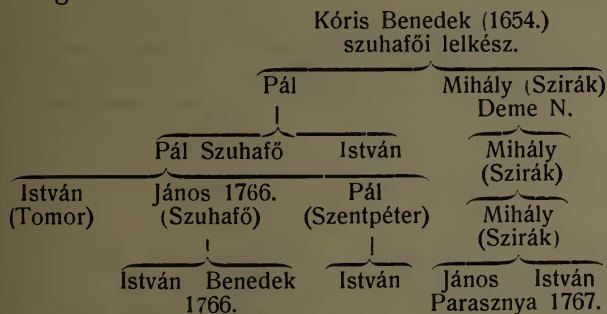 Kóris Benedek (1654.)
szuhafői lelkész.
Pál Mihály (Szirák)
Deme N.
Pál Szuhafő István Mihály
(Szirák)
István János 1766. Pál Mihály
(Tomor) (Szuhafő) (Szentpéter) (Szirák)
István Benedek István János István
1766. Parasznya 1767.